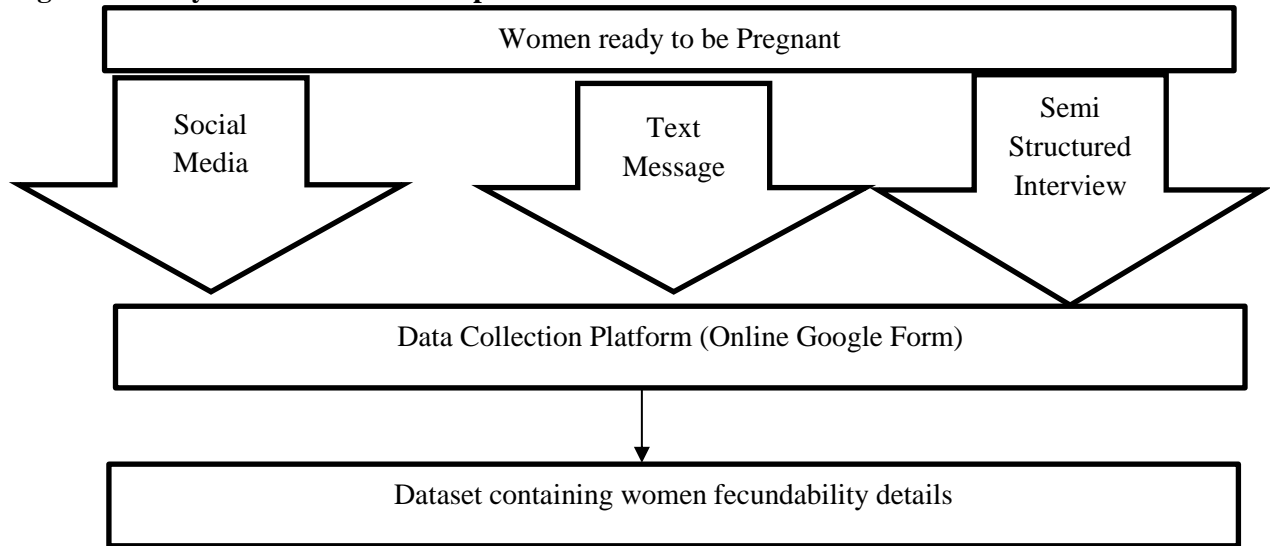 Women ready to be Pregnant
Social
Media
Text
Message
Semi
Structured
Interview
Data Collection Platform (Online Google Form)
Dataset containing women fecundability details